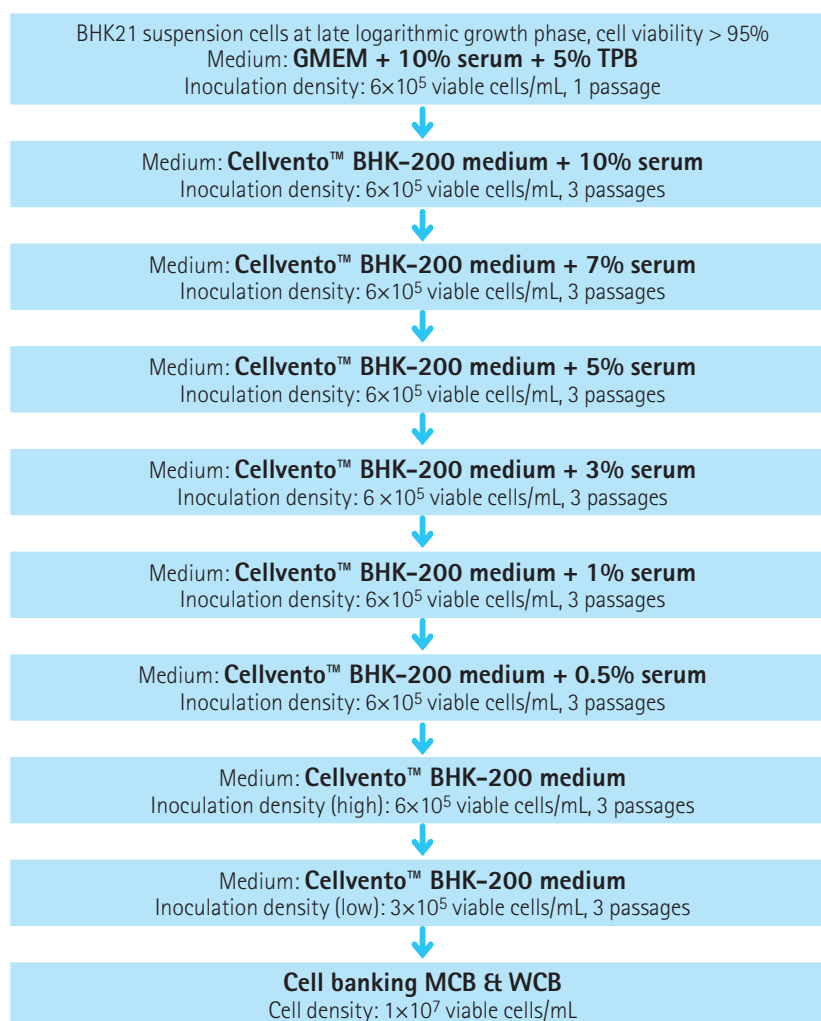 BHK21 suspension cells at late logarithmic growth phase, cell viability > 95%
Medium: GMEM + 10% serum + 5% TPB
Inoculation density: 6×10⁵ viable cells/mL, 1 passage
Medium: Cellvento™ BHK-200 medium + 10% serum
Inoculation density: 6×10⁵ viable cells/mL, 3 passages
Medium: Cellvento™ BHK-200 medium + 7% serum
Inoculation density: 6×10⁵ viable cells/mL, 3 passages
Medium: Cellvento™ BHK-200 medium + 5% serum
Inoculation density: 6×10⁵ viable cells/mL, 3 passages
Medium: Cellvento™ BHK-200 medium + 3% serum
Inoculation density: 6 ×10⁵ viable cells/mL, 3 passages
Medium: Cellvento™ BHK-200 medium + 1% serum
Inoculation density: 6×10⁵ viable cells/mL, 3 passages
Medium: Cellvento™ BHK-200 medium + 0.5% serum
Inoculation density: 6×10⁵ viable cells/mL, 3 passages
Medium: Cellvento™ BHK-200 medium
Inoculation density (high): 6×10⁵ viable cells/mL, 3 passages
Medium: Cellvento™ BHK-200 medium
Inoculation density (low): 3×10⁵ viable cells/mL, 3 passages
Cell banking MCB & WCB
Cell density: 1×10⁷ viable cells/mL